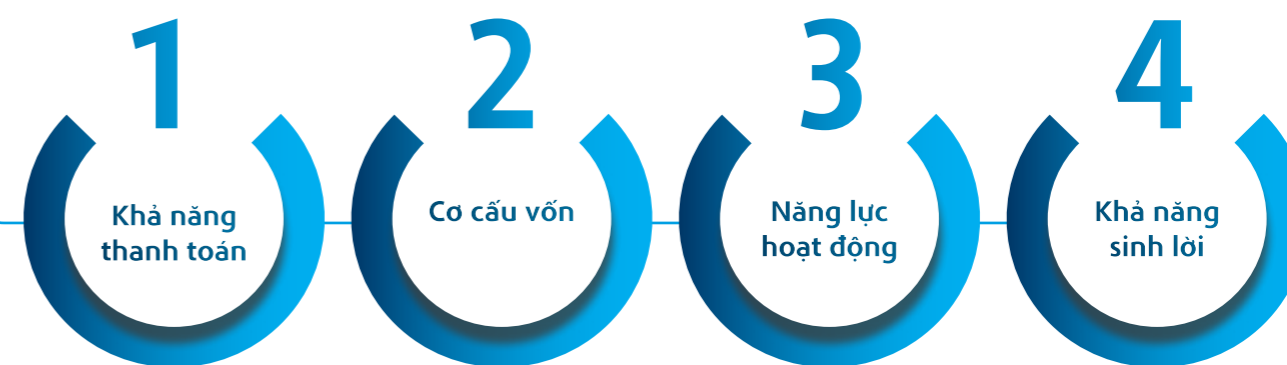 1
Khả năng
thanh toán
2
Cơ cấu vốn
3
Năng lực
hoạt động
4
Khả năng
sinh lời